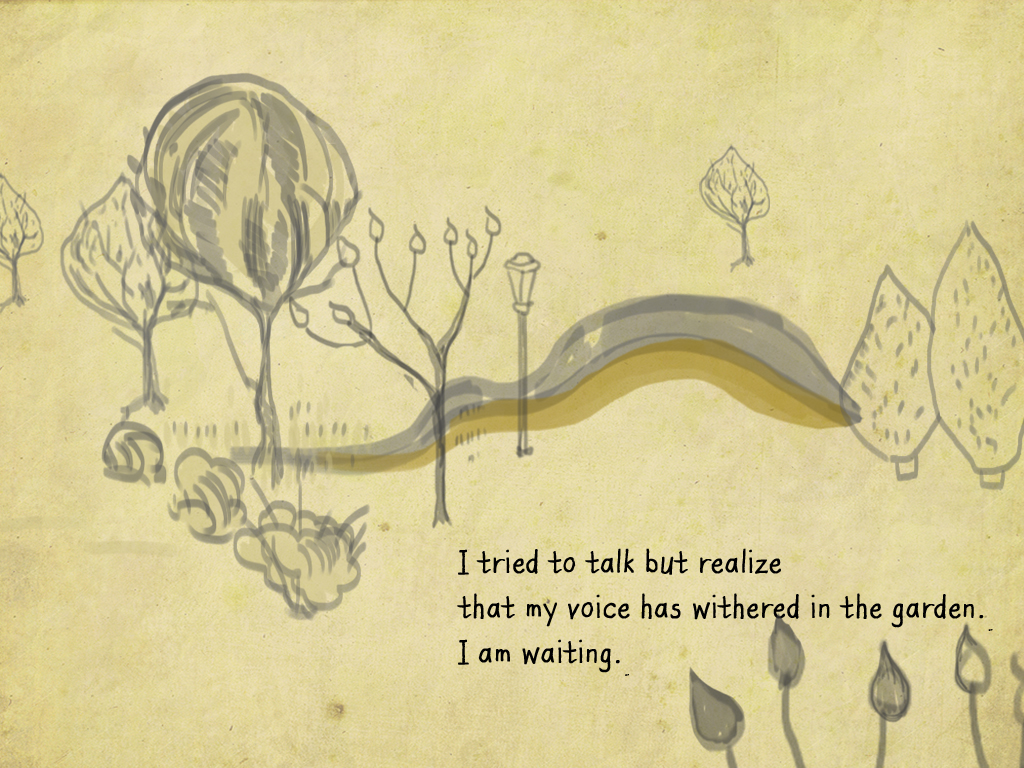 I tried to talk but realize
that my voice has withered in the garden.
I am waiting.